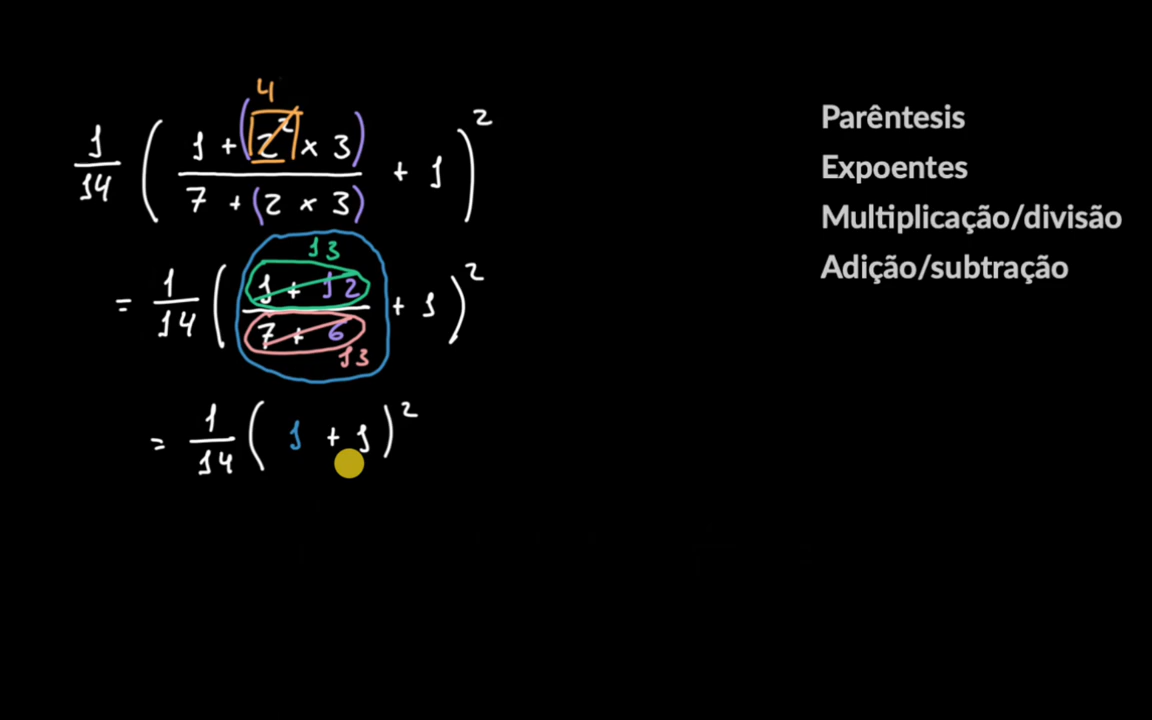 4
1/14 ( (1 + (2² × 3)) / (7 + (2 × 3)) + 1 )²
Parêntesis
Expoentes
Multiplicação/divisão
Adição/subtração
13
= 1/14 ( (1 + 12) / (7 + 6) + 1 )²
13
= 1/14 ( 1 + 1 )²